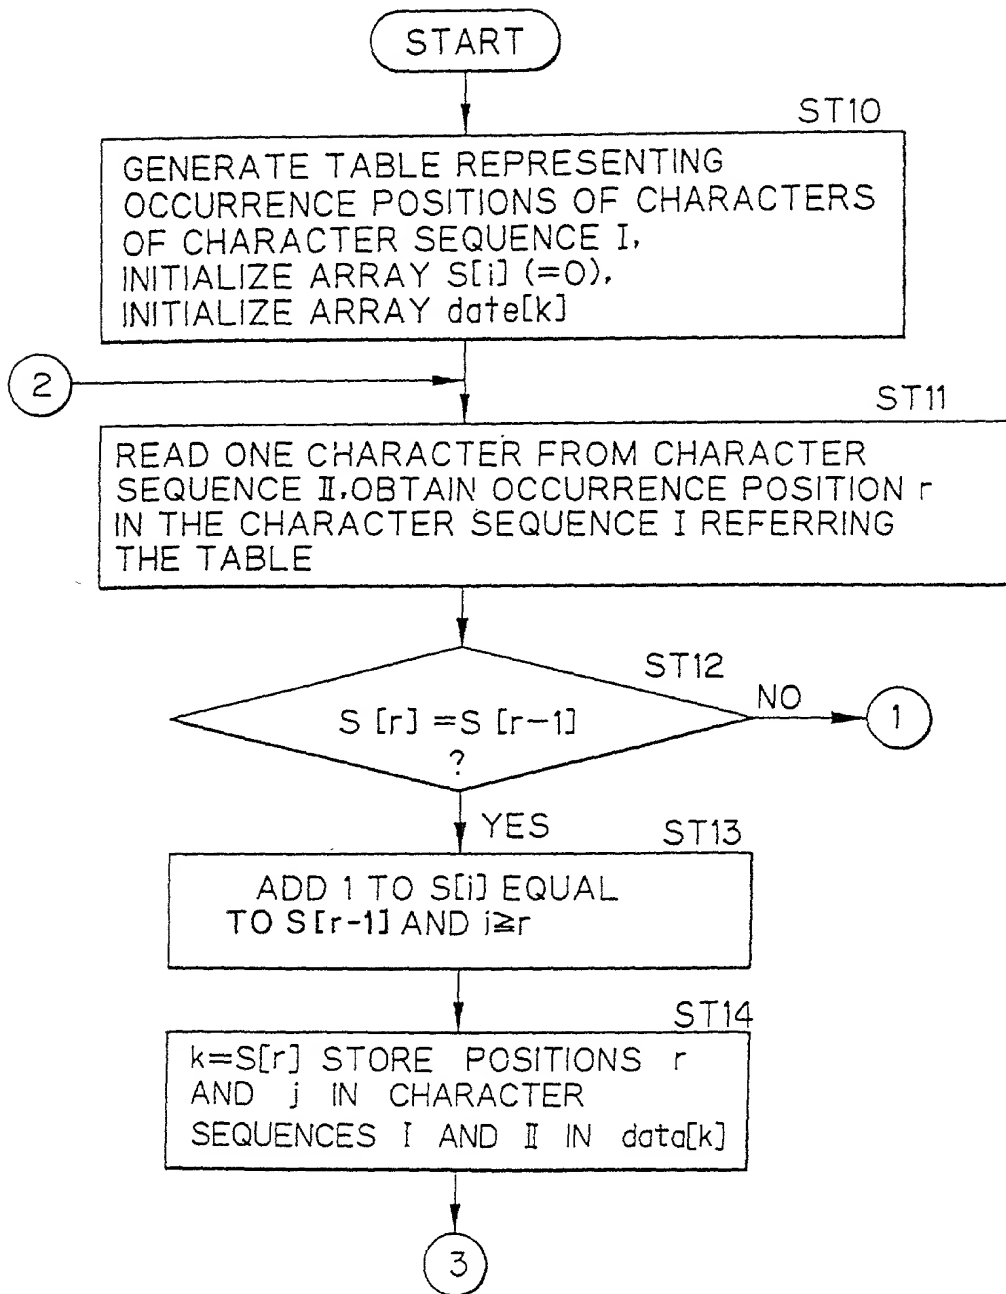 START
ST10
GENERATE TABLE REPRESENTING
OCCURRENCE POSITIONS OF CHARACTERS
OF CHARACTER SEQUENCE I,
INITIALIZE ARRAY S[i] (=0),
INITIALIZE ARRAY date[k]
2
ST11
READ ONE CHARACTER FROM CHARACTER
SEQUENCE II.OBTAIN OCCURRENCE POSITION r
IN THE CHARACTER SEQUENCE I REFERRING
THE TABLE
ST12
S [r] =S [r-1]
?
NO
1
YES
ST13
ADD 1 TO S[i] EQUAL
TO S[r-1] AND i≧r
ST14
k=S[r] STORE POSITIONS r
AND j IN CHARACTER
SEQUENCES I AND II IN data[k]
3